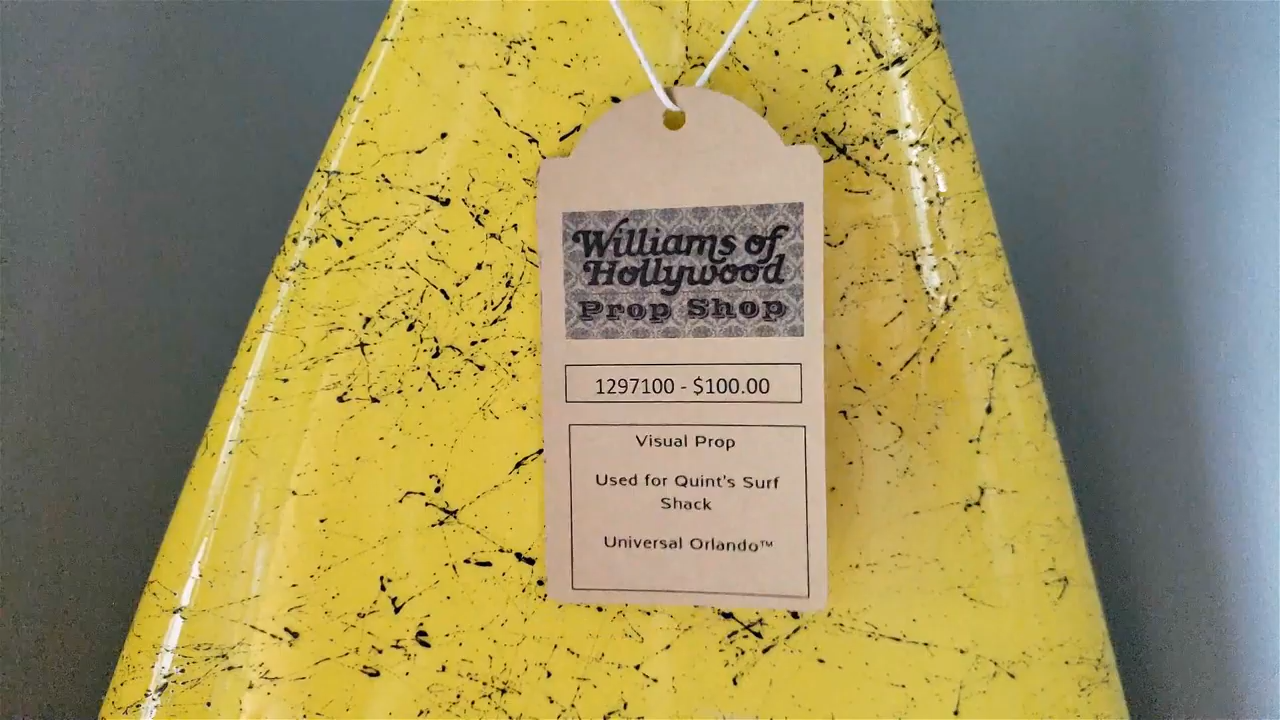 Williams of
Hollywood
Prop Shop
1297100 - $100.00
Visual Prop
Used for Quint's Surf
Shack
Universal Orlando™